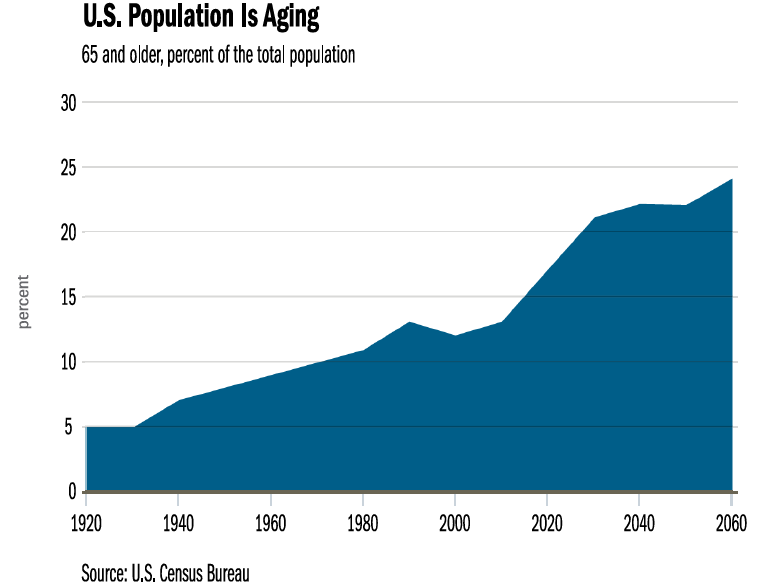 U.S. Population Is Aging
65 and older, percent of the total population
30
25
20
15
10
5
0
percent
1920 1940 1960 1980 2000 2020 2040 2060
Source: U.S. Census Bureau